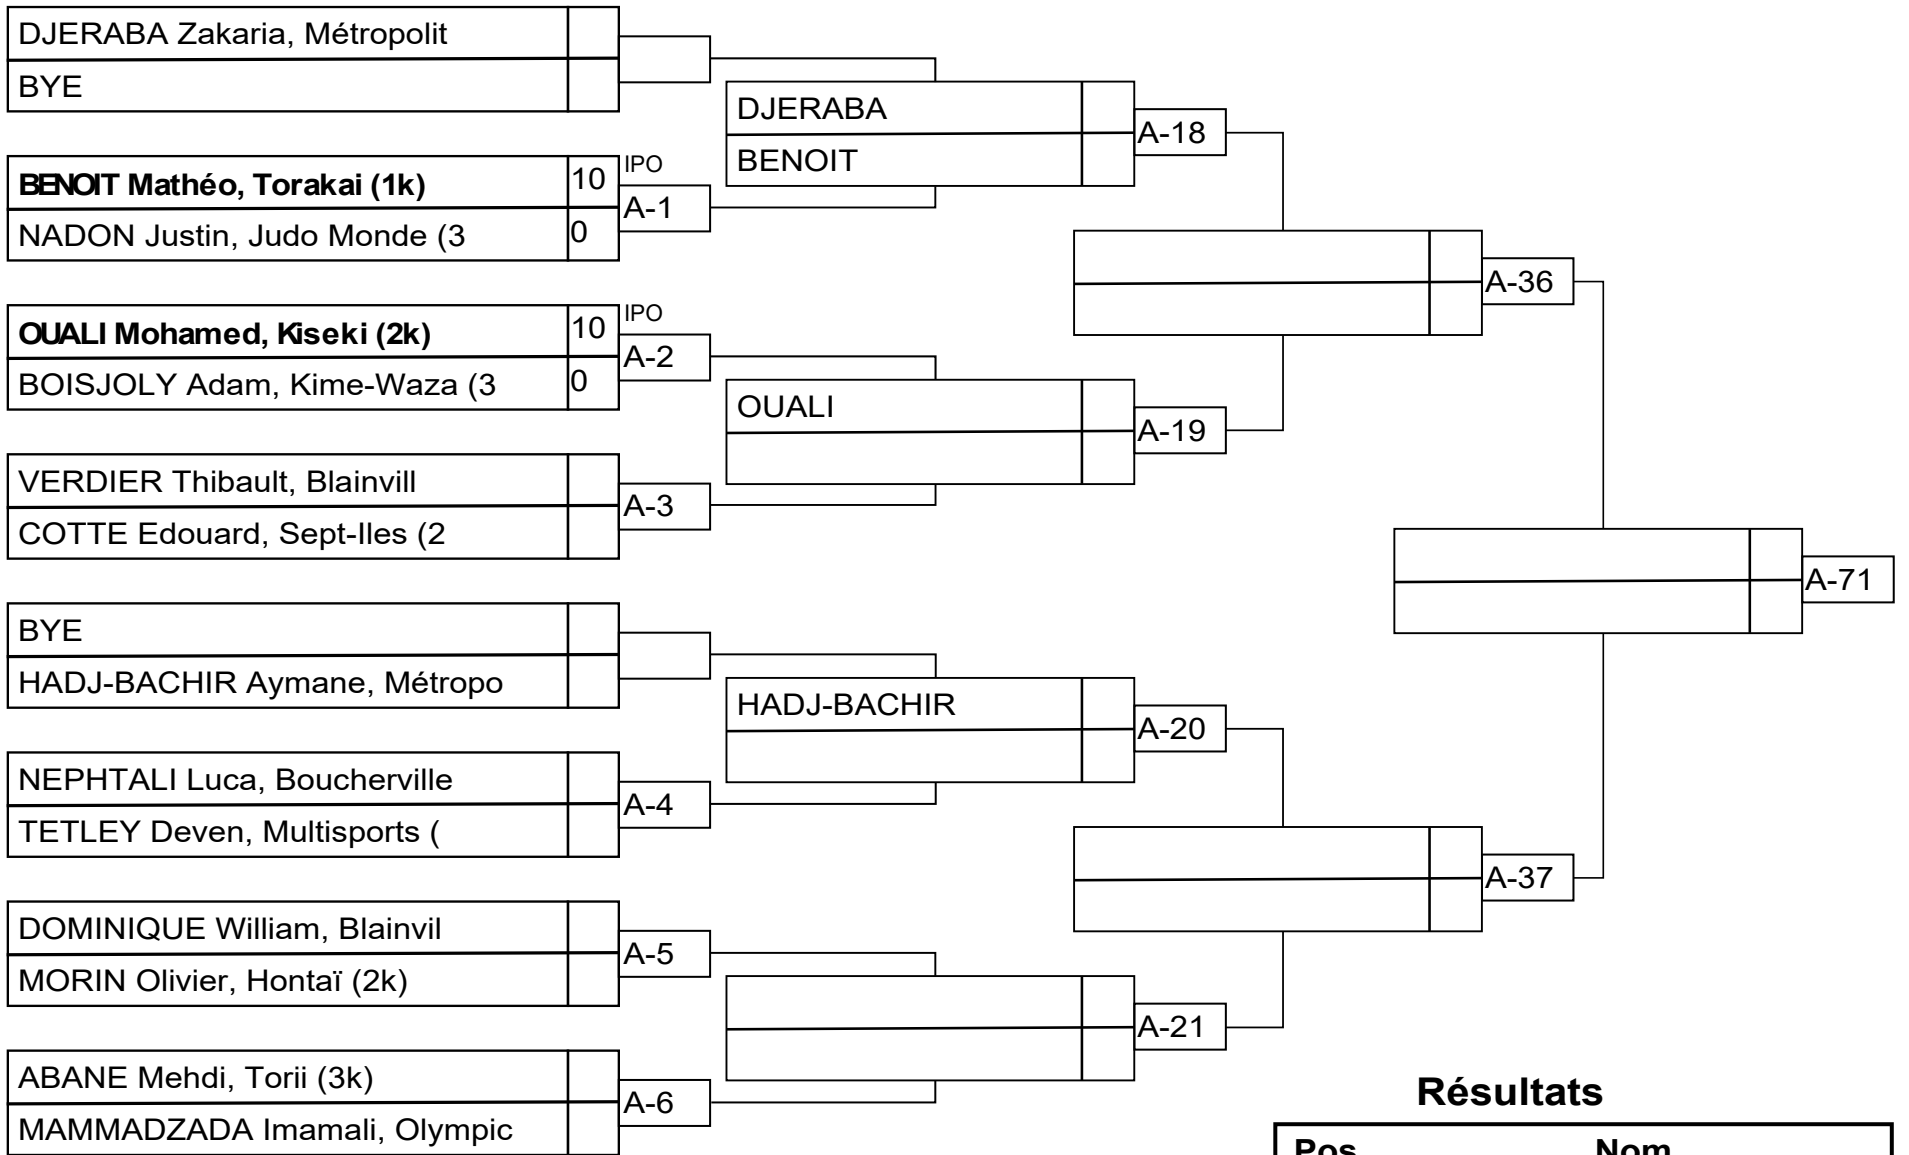 DJERABA Zakaria, Métropolit
BYE
BENOIT Mathéo, Torakai (1k) 10
NADON Justin, Judo Monde (3 0
IPO
A-1
OUALI Mohamed, Kiseki (2k) 10
BOISJOLY Adam, Kime-Waza (3 0
IPO
A-2
VERDIER Thibault, Blainvill
COTTE Edouard, Sept-Iles (2
A-3
BYE
HADJ-BACHIR Aymane, Métropo
NEPHTALI Luca, Boucherville
TETLEY Deven, Multisports (
A-4
DOMINIQUE William, Blainvil
MORIN Olivier, Hontaï (2k)
A-5
ABANE Mehdi, Torii (3k)
MAMMADZADA Imamali, Olympic
A-6
DJERABA
BENOIT
A-18
OUALI
A-19
HADJ-BACHIR
A-20
A-21
A-36
A-37
A-71
Résultats
Pos Nom